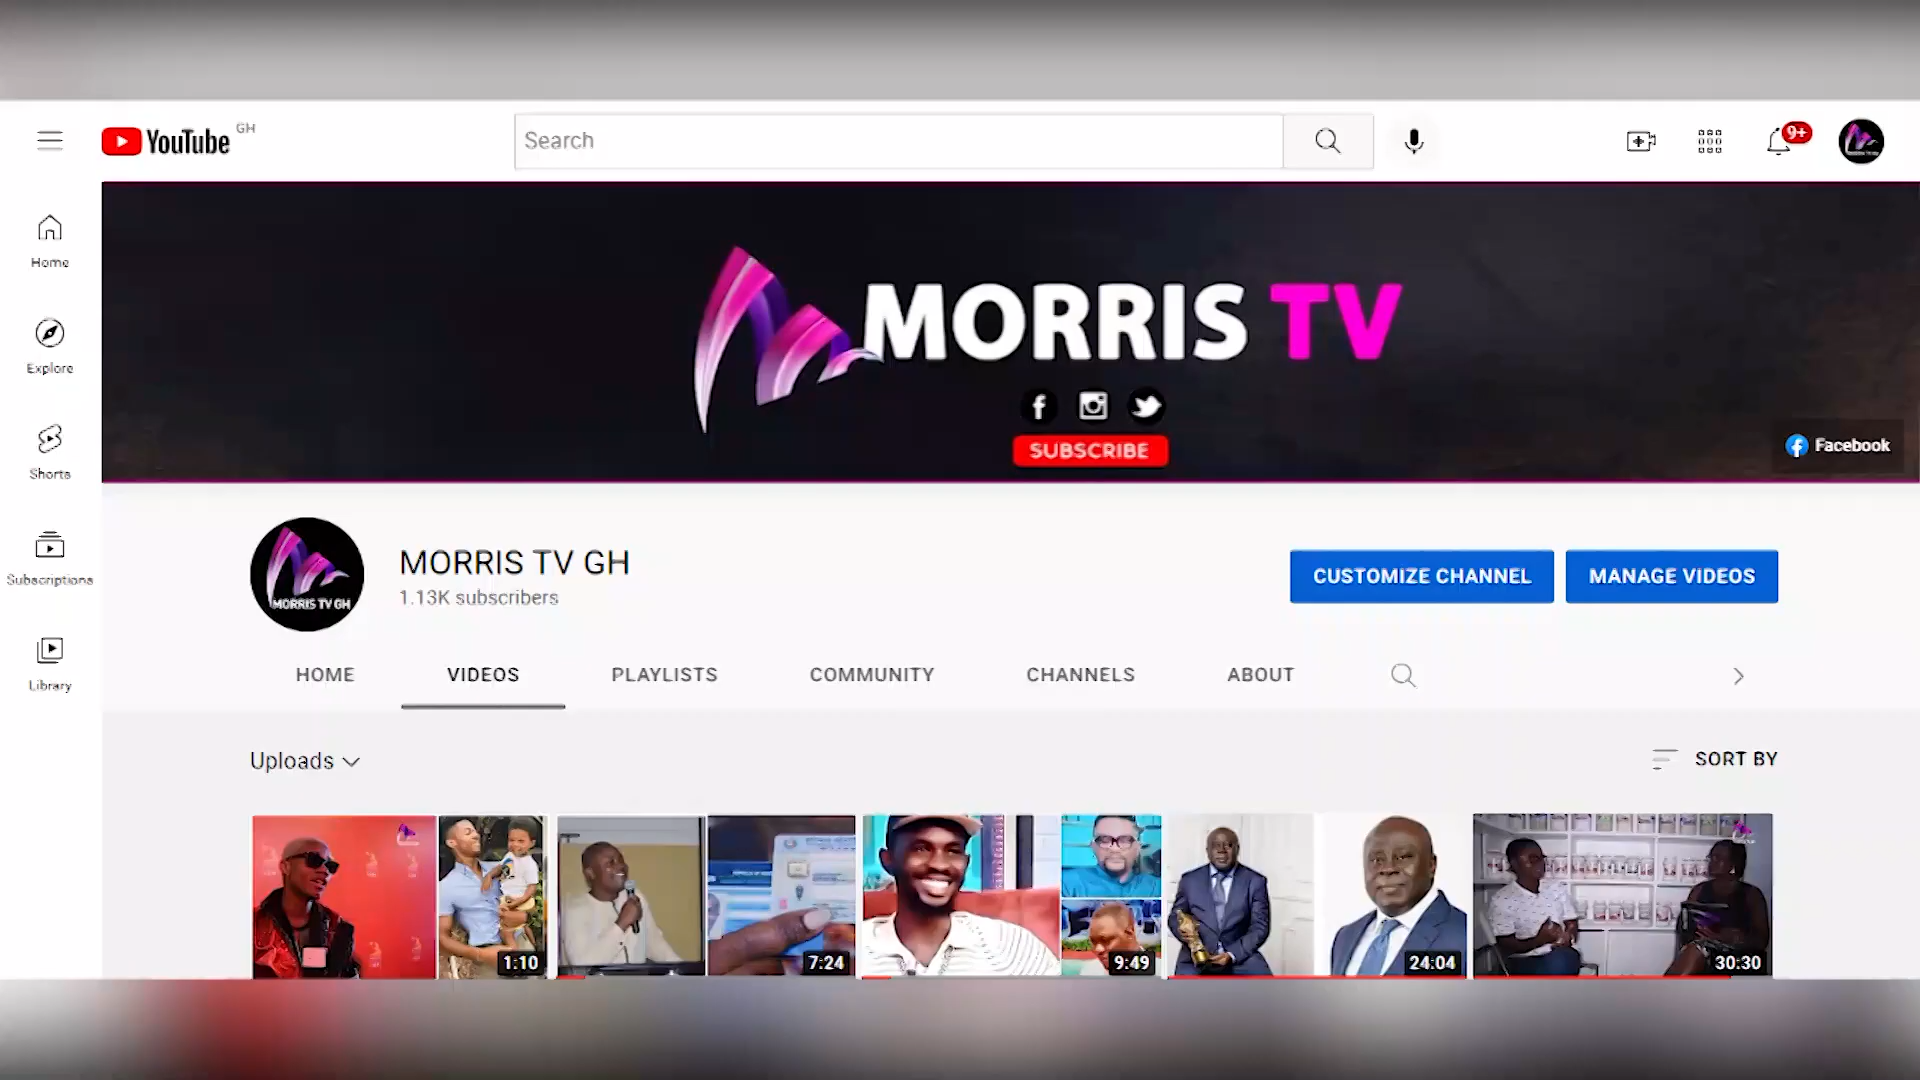 YouTube GH
Search
9+
Home
Explore
Shorts
Subscriptions
Library
MORRIS TV
SUBSCRIBE
Facebook
MORRIS TV GH
MORRIS TV GH
1.13K subscribers
CUSTOMIZE CHANNEL
MANAGE VIDEOS
HOME
VIDEOS
PLAYLISTS
COMMUNITY
CHANNELS
ABOUT
Uploads
SORT BY
1:10
7:24
9:49
24:04
30:30